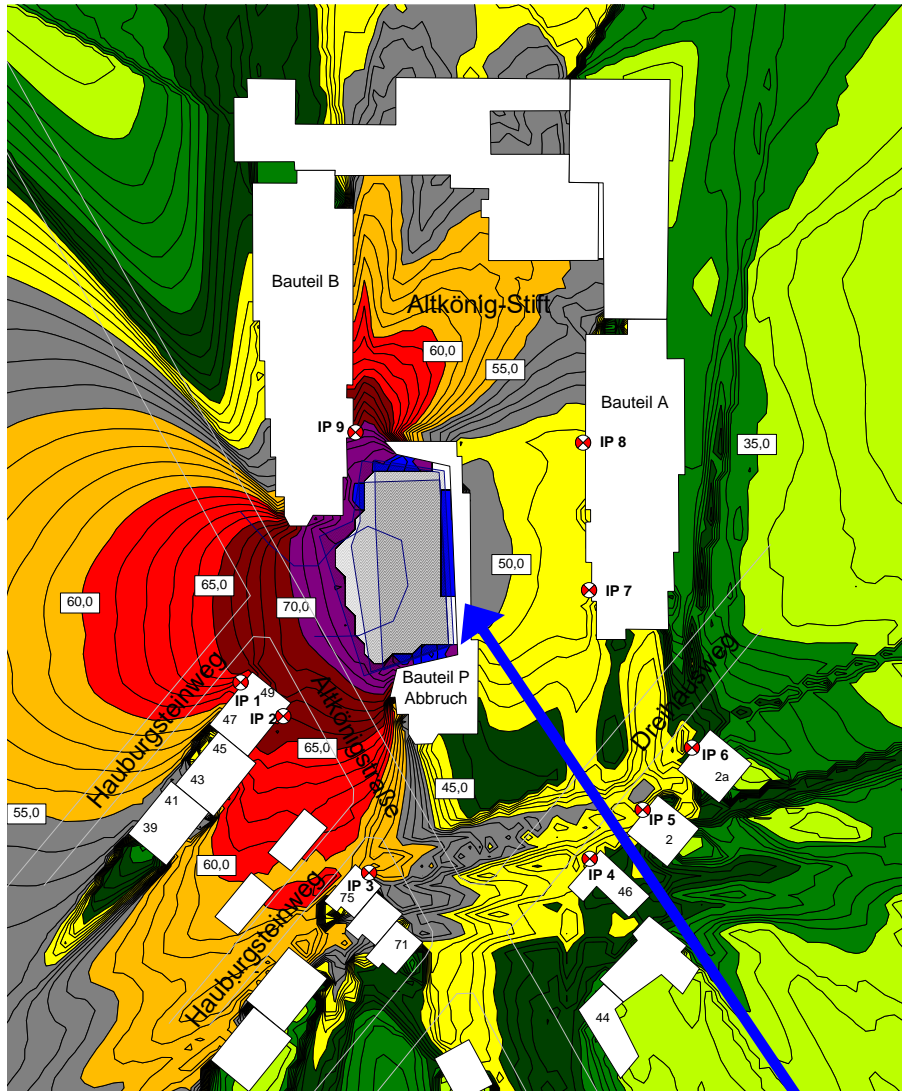 Bauteil B
Altkönig-Stift
60,0
55,0
Bauteil A
IP 9
IP 8
35,0
50,0
65,0
60,0
70,0
IP 7
Bauteil P
Abbruch
Hauburgsteinweg
Altkönigstraße
Dreihäusweg
49
IP 1
47
IP 2
45
43
41
39
65,0
45,0
55,0
IP 6
2a
IP 5
2
60,0
IP 4
46
IP 3
75
71
Hauburgsteinweg
44